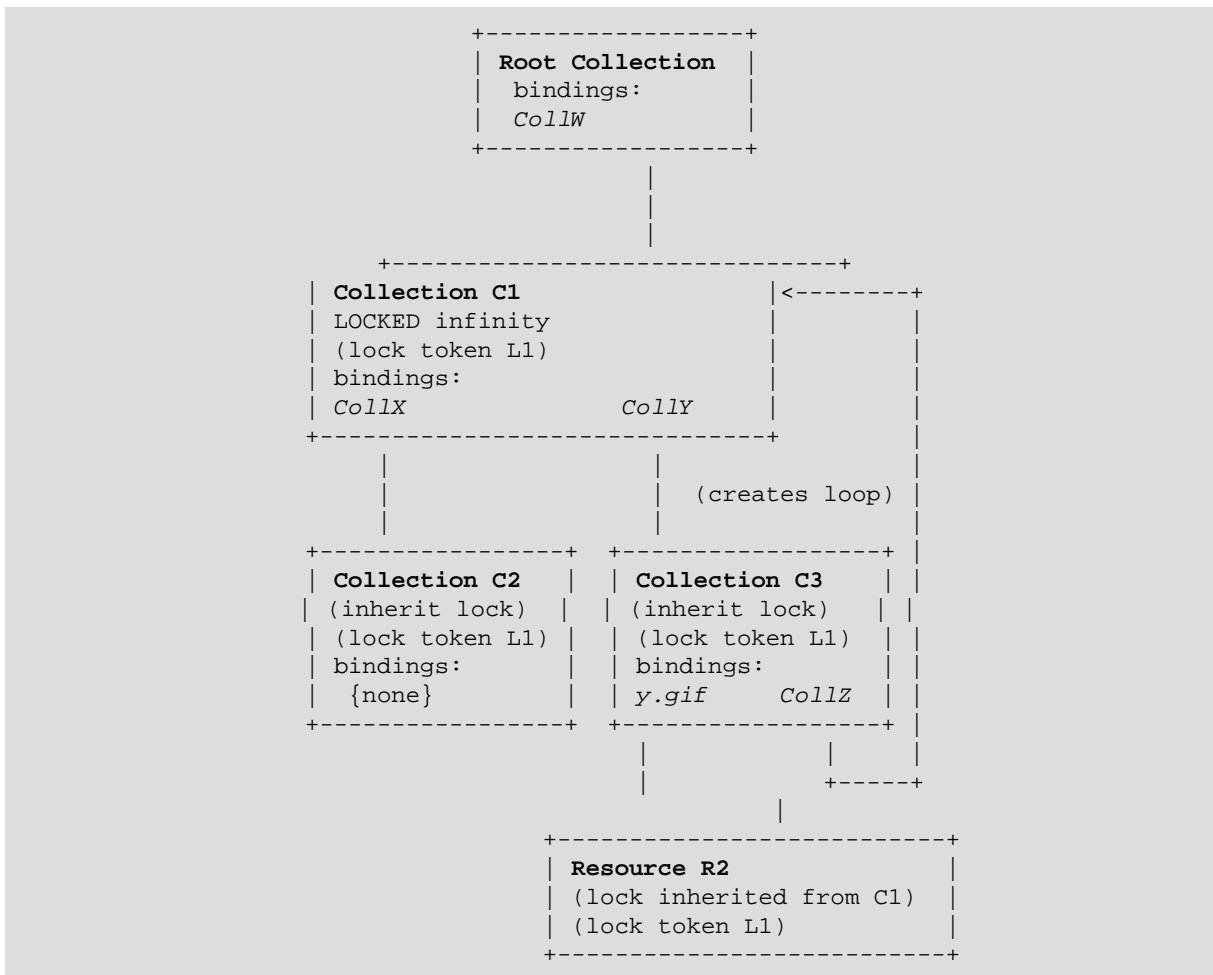 +------------------+
| Root Collection |
| bindings: |
| CollW |
+------------------+
|
|
|
+-------------------------------+
| Collection C1 |<--------+
| LOCKED infinity | |
| (lock token L1) | |
| bindings: | |
| CollX CollY | |
+-------------------------------+ |
| | |
| | (creates loop) |
| | |
+-----------------+ +------------------+ |
| Collection C2 | | Collection C3 | |
| (inherit lock) | | (inherit lock) | |
| (lock token L1) | | (lock token L1) | |
| bindings: | | bindings: | |
| {none} | | y.gif CollZ | |
+-----------------+ +------------------+ |
| | |
| +-----+
|
+---------------------------+
| Resource R2 |
| (lock inherited from C1) |
| (lock token L1) |
+---------------------------+